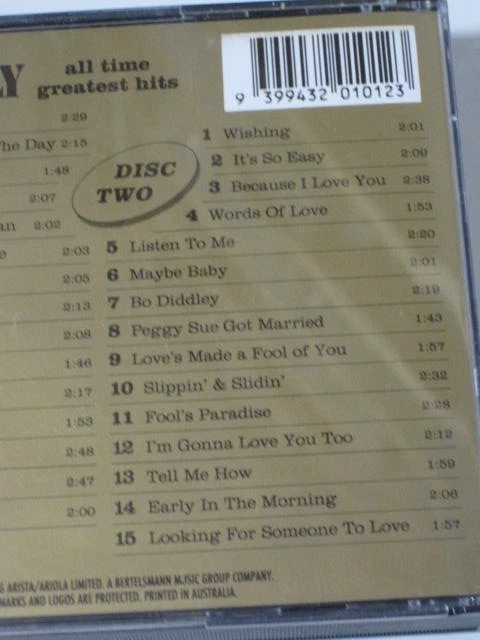 LY
all time
greatest hits
9 399432 010123
2:29
The Day 2:15
1:48
2:07
an 2:02
e 2:03
2:05
2:13
2:08
1:46
2:17
1:53
2:48
2:47
2:00
DISC
TWO
1 Wishing 2:01
2 It's So Easy 2:09
3 Because I Love You 2:38
4 Words Of Love 1:53
5 Listen To Me 2:20
6 Maybe Baby 2:01
7 Bo Diddley 2:19
8 Peggy Sue Got Married 1:43
9 Love's Made a Fool of You 1:57
10 Slippin' & Slidin' 2:32
11 Fool's Paradise 2:28
12 I'm Gonna Love You Too 2:12
13 Tell Me How 1:59
14 Early In The Morning 2:06
15 Looking For Someone To Love 1:57
G ARISTA/ARIOLA LIMITED. A BERTELSMANN MUSIC GROUP COMPANY.
MARKS AND LOGOS ARE PROTECTED. PRINTED IN AUSTRALIA.